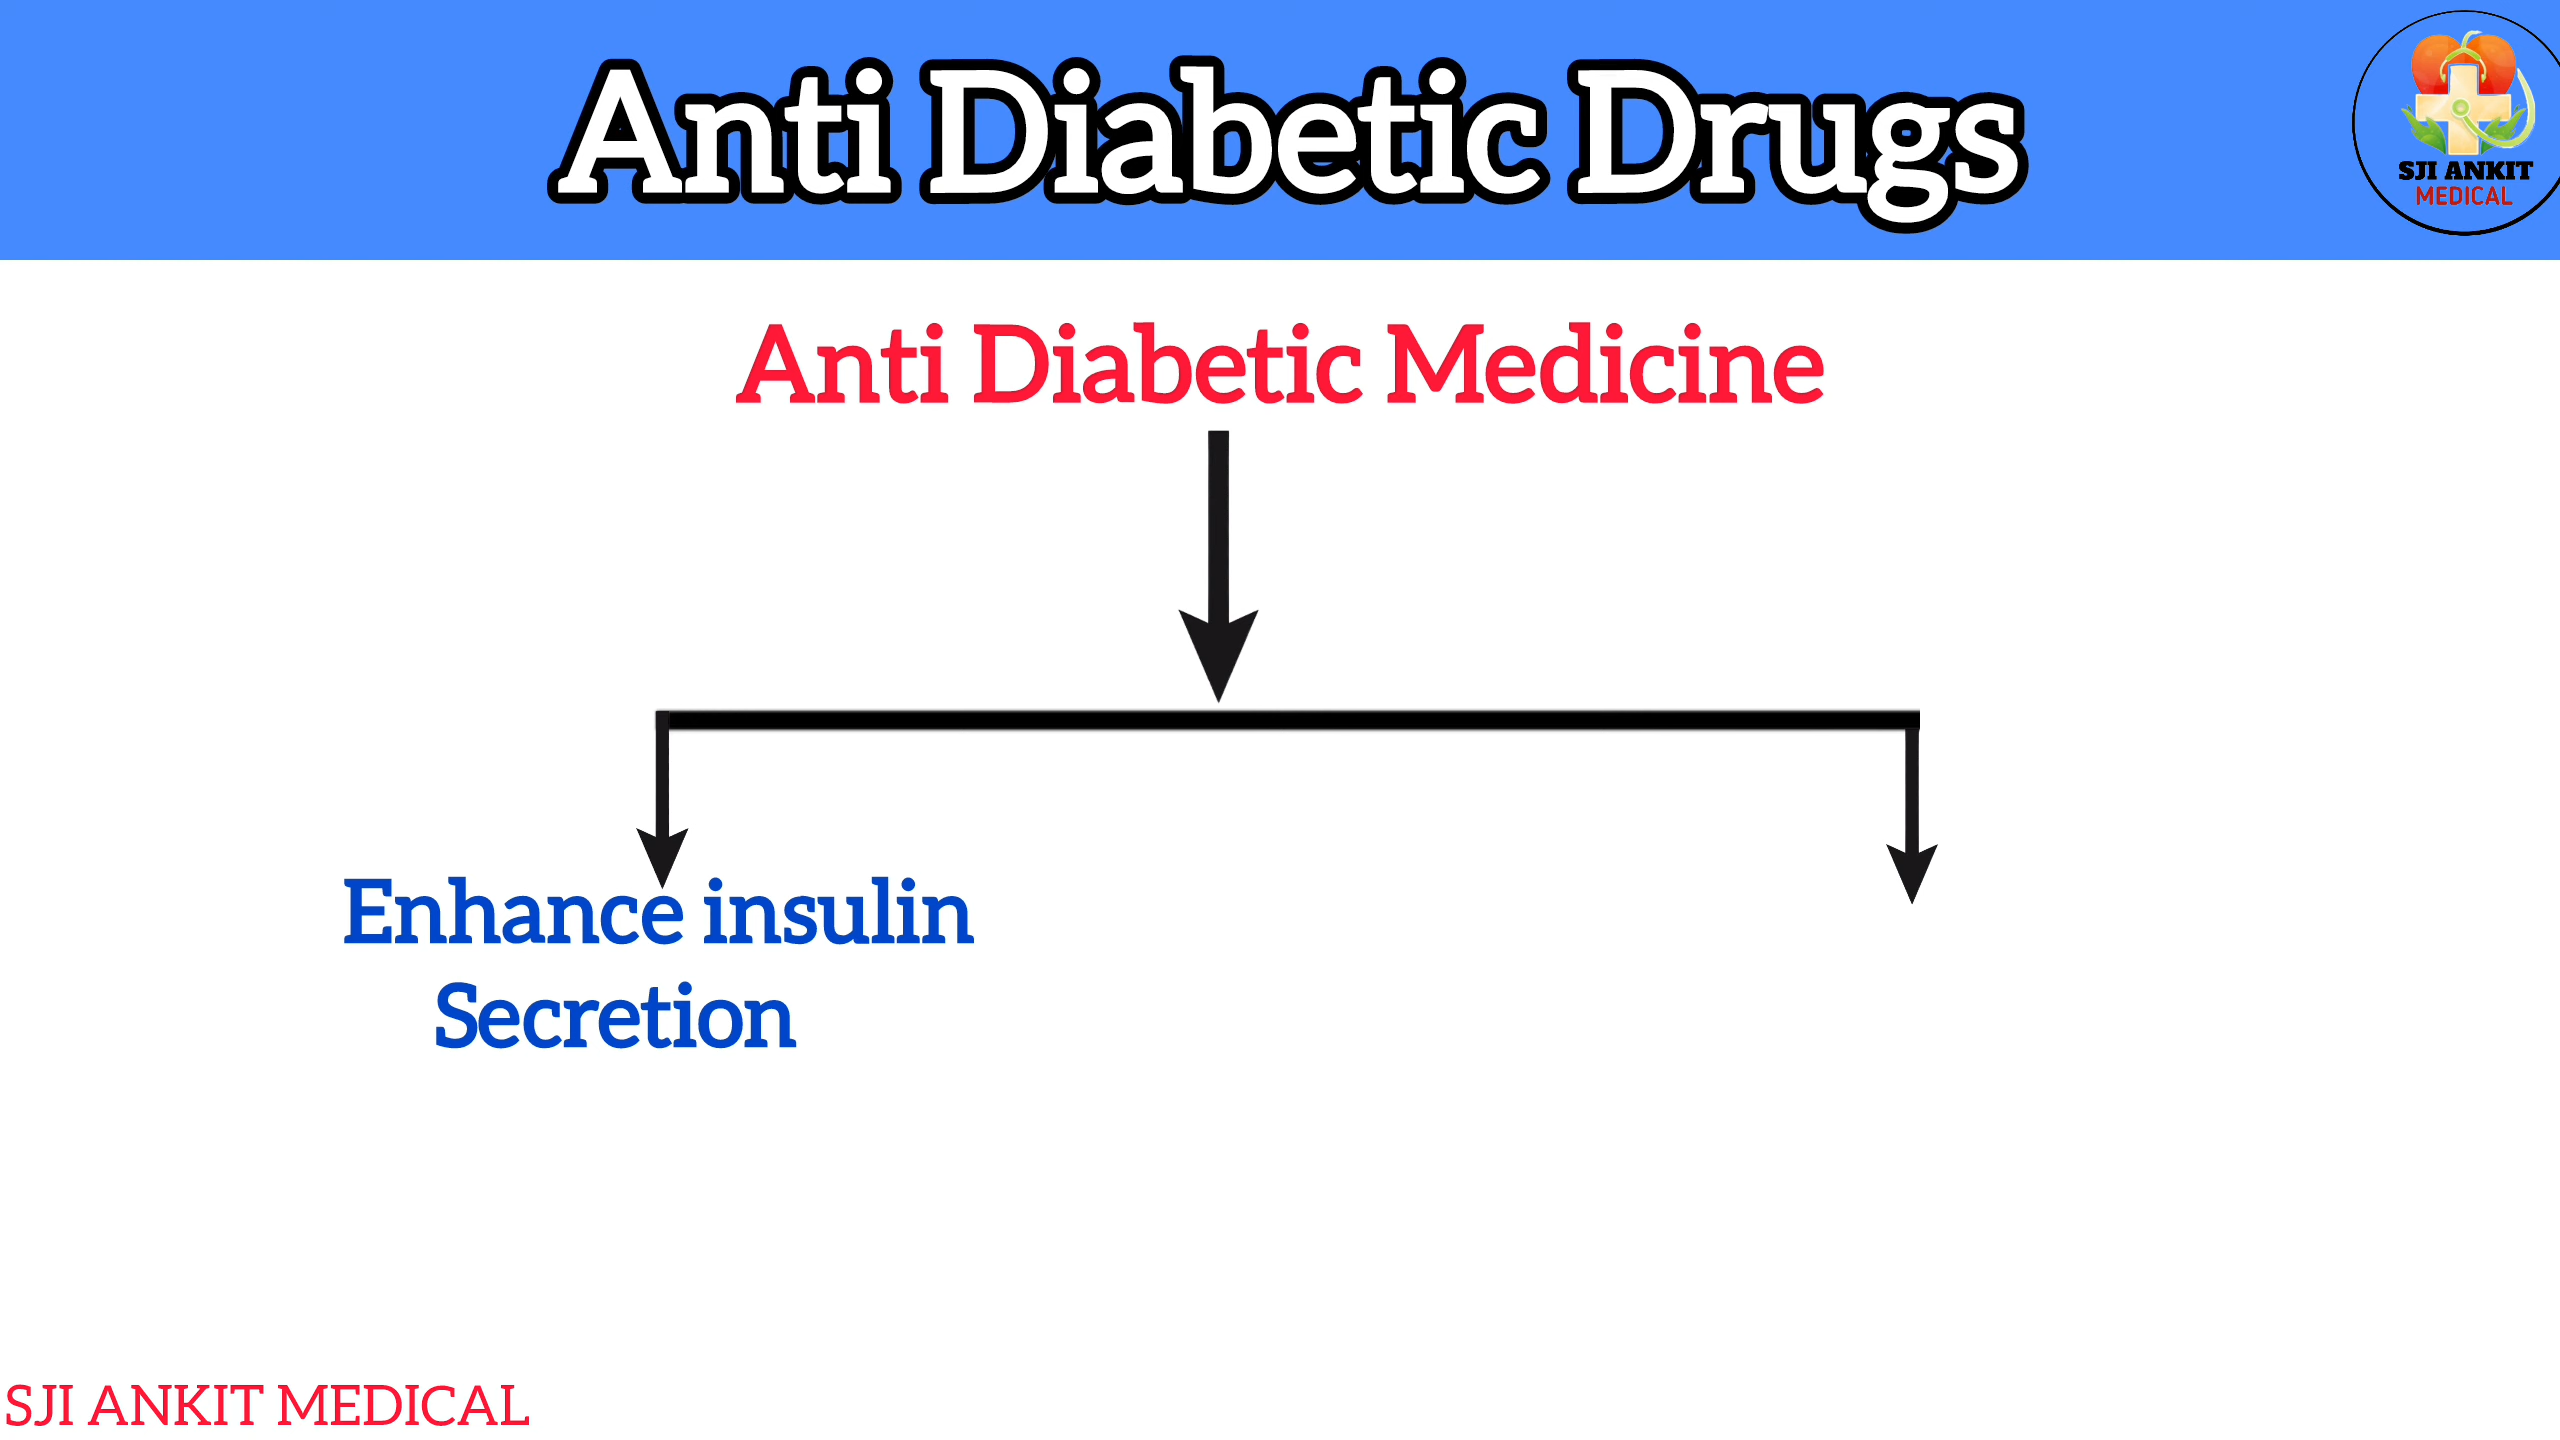 Anti Diabetic Drugs
SJI ANKIT
MEDICAL
Anti Diabetic Medicine
Enhance insulin
Secretion
SJI ANKIT MEDICAL